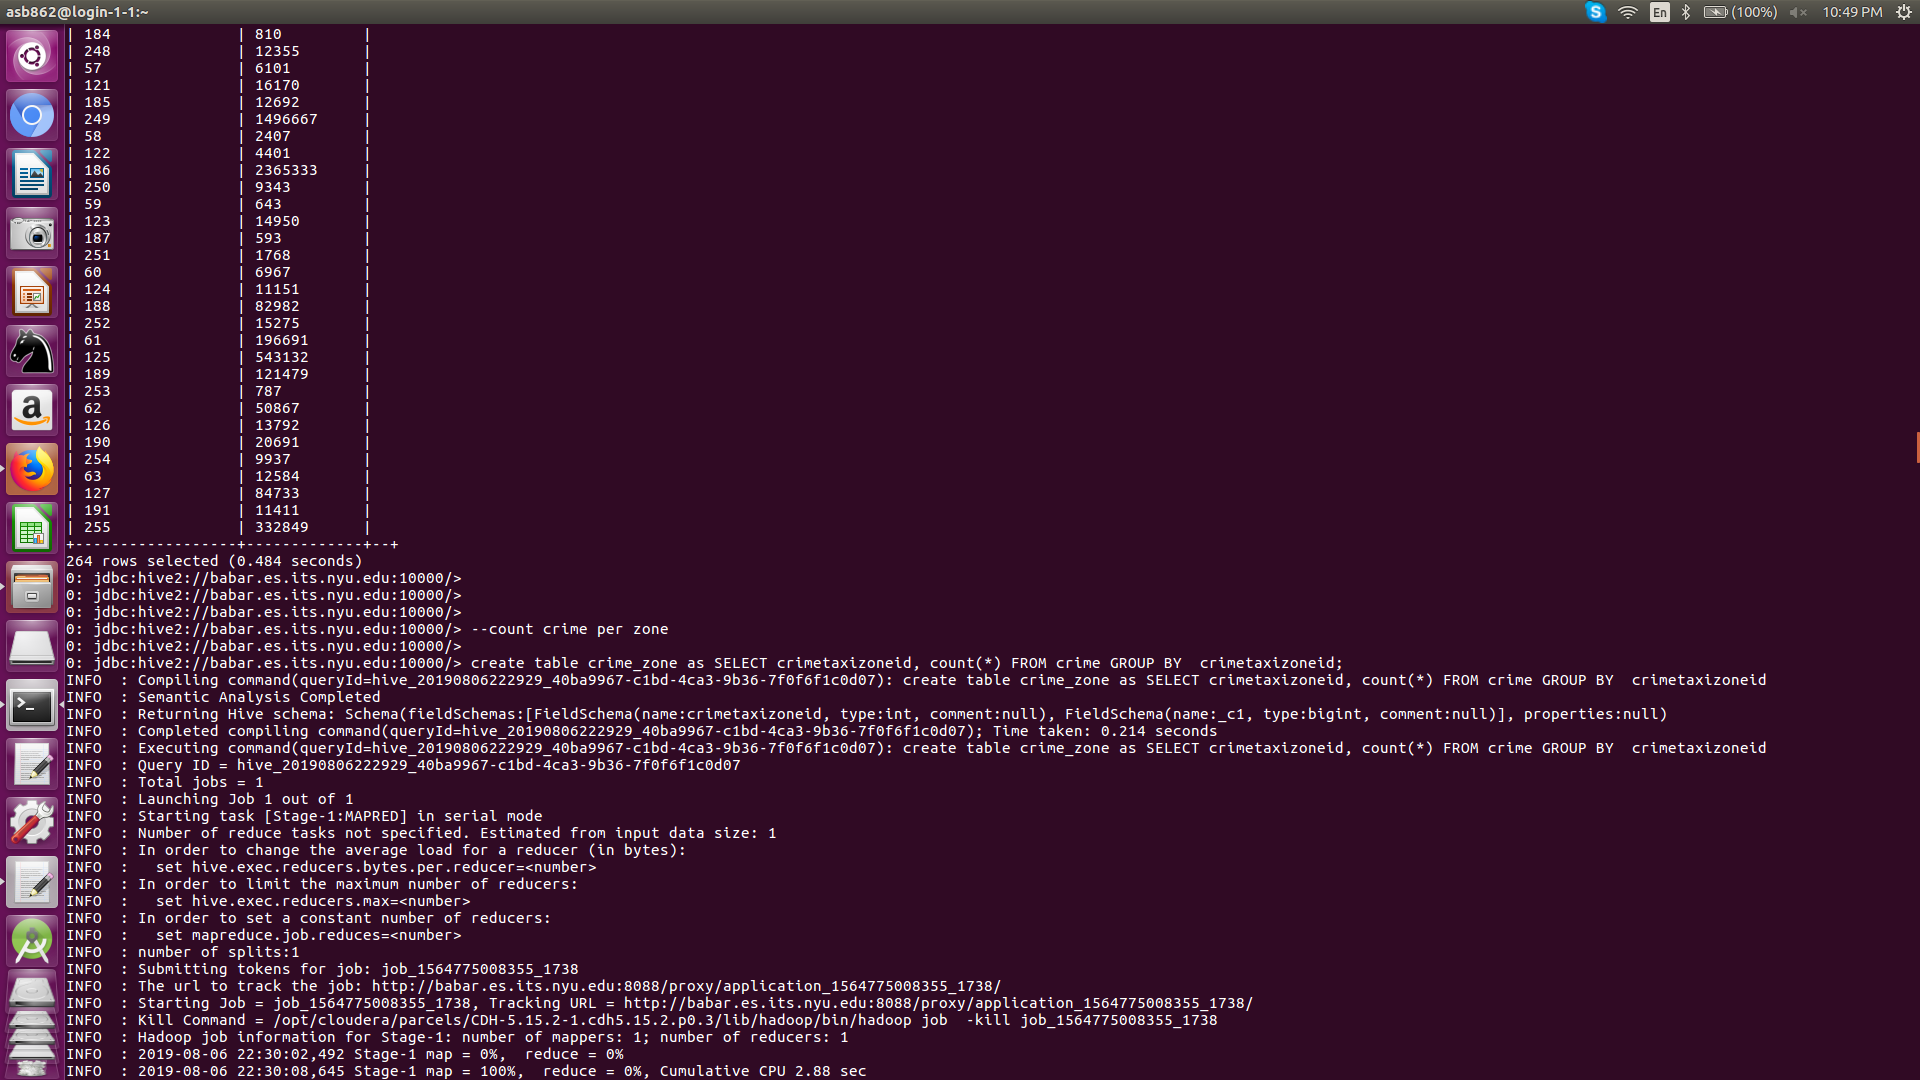 asb862@login-1-1:~
En
(100%)
10:49 PM
| 184 | 810 |
| 248 | 12355 |
| 57 | 6101 |
| 121 | 16170 |
| 185 | 12692 |
| 249 | 1496667 |
| 58 | 2407 |
| 122 | 4401 |
| 186 | 2365333 |
| 250 | 9343 |
| 59 | 643 |
| 123 | 14950 |
| 187 | 593 |
| 251 | 1768 |
| 60 | 6967 |
| 124 | 11151 |
| 188 | 82982 |
| 252 | 15275 |
| 61 | 196691 |
| 125 | 543132 |
| 189 | 121479 |
| 253 | 787 |
| 62 | 50867 |
| 126 | 13792 |
| 190 | 20691 |
| 254 | 9937 |
| 63 | 12584 |
| 127 | 84733 |
| 191 | 11411 |
| 255 | 332849 |
+------------------+-------------+--+
264 rows selected (0.484 seconds)
0: jdbc:hive2://babar.es.its.nyu.edu:10000/>
0: jdbc:hive2://babar.es.its.nyu.edu:10000/>
0: jdbc:hive2://babar.es.its.nyu.edu:10000/>
0: jdbc:hive2://babar.es.its.nyu.edu:10000/> --count crime per zone
0: jdbc:hive2://babar.es.its.nyu.edu:10000/>
0: jdbc:hive2://babar.es.its.nyu.edu:10000/> create table crime_zone as SELECT crimetaxizoneid, count(*) FROM crime GROUP BY  crimetaxizoneid;
INFO  : Compiling command(queryId=hive_20190806222929_40ba9967-c1bd-4ca3-9b36-7f0f6f1c0d07): create table crime_zone as SELECT crimetaxizoneid, count(*) FROM crime GROUP BY  crimetaxizoneid
INFO  : Semantic Analysis Completed
INFO  : Returning Hive schema: Schema(fieldSchemas:[FieldSchema(name:crimetaxizoneid, type:int, comment:null), FieldSchema(name:_c1, type:bigint, comment:null)], properties:null)
INFO  : Completed compiling command(queryId=hive_20190806222929_40ba9967-c1bd-4ca3-9b36-7f0f6f1c0d07); Time taken: 0.214 seconds
INFO  : Executing command(queryId=hive_20190806222929_40ba9967-c1bd-4ca3-9b36-7f0f6f1c0d07): create table crime_zone as SELECT crimetaxizoneid, count(*) FROM crime GROUP BY  crimetaxizoneid
INFO  : Query ID = hive_20190806222929_40ba9967-c1bd-4ca3-9b36-7f0f6f1c0d07
INFO  : Total jobs = 1
INFO  : Launching Job 1 out of 1
INFO  : Starting task [Stage-1:MAPRED] in serial mode
INFO  : Number of reduce tasks not specified. Estimated from input data size: 1
INFO  : In order to change the average load for a reducer (in bytes):
INFO  :   set hive.exec.reducers.bytes.per.reducer=<number>
INFO  : In order to limit the maximum number of reducers:
INFO  :   set hive.exec.reducers.max=<number>
INFO  : In order to set a constant number of reducers:
INFO  :   set mapreduce.job.reduces=<number>
INFO  : number of splits:1
INFO  : Submitting tokens for job: job_1564775008355_1738
INFO  : The url to track the job: http://babar.es.its.nyu.edu:8088/proxy/application_1564775008355_1738/
INFO  : Starting Job = job_1564775008355_1738, Tracking URL = http://babar.es.its.nyu.edu:8088/proxy/application_1564775008355_1738/
INFO  : Kill Command = /opt/cloudera/parcels/CDH-5.15.2-1.cdh5.15.2.p0.3/lib/hadoop/bin/hadoop job  -kill job_1564775008355_1738
INFO  : Hadoop job information for Stage-1: number of mappers: 1; number of reducers: 1
INFO  : 2019-08-06 22:30:02,492 Stage-1 map = 0%,  reduce = 0%
INFO  : 2019-08-06 22:30:08,645 Stage-1 map = 100%,  reduce = 0%, Cumulative CPU 2.88 sec